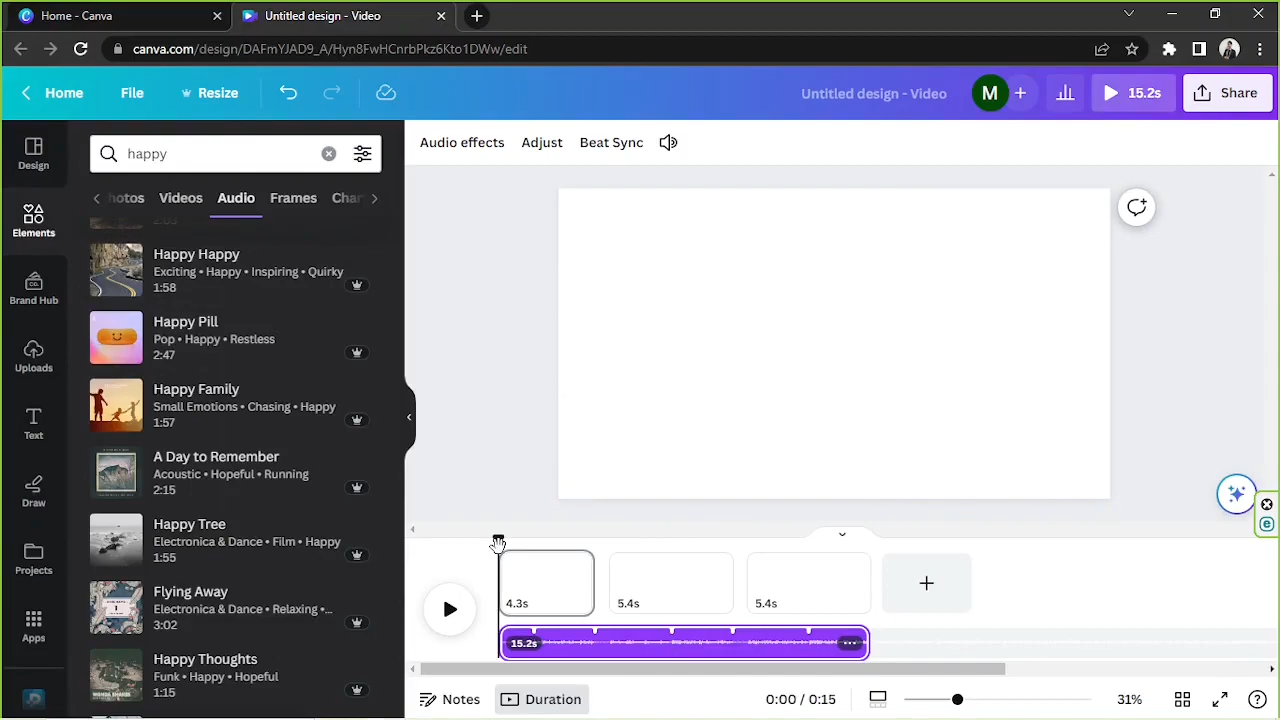 Home - Canva
Untitled design - Video
canva.com/design/DAFmYJAD9_A/Hyn8FwHCnrbPkz6Kto1DWw/edit
Home
File
Resize
Untitled design - Video
M
15.2s
Share
Design
Elements
Brand Hub
CO.
Uploads
Text
Draw
Projects
Apps
happy
hotos
Videos
Audio
Frames
Char
Happy Happy
Exciting • Happy • Inspiring • Quirky
1:58
Happy Pill
Pop • Happy • Restless
2:47
Happy Family
Small Emotions • Chasing • Happy
1:57
A Day to Remember
Acoustic • Hopeful • Running
2:15
Happy Tree
Electronica & Dance • Film • Happy
1:55
Flying Away
Electronica & Dance • Relaxing •...
3:02
Happy Thoughts
Funk • Happy • Hopeful
1:15
Audio effects
Adjust
Beat Sync
4.3s
5.4s
5.4s
15.2s
Notes
Duration
0:00 / 0:15
31%